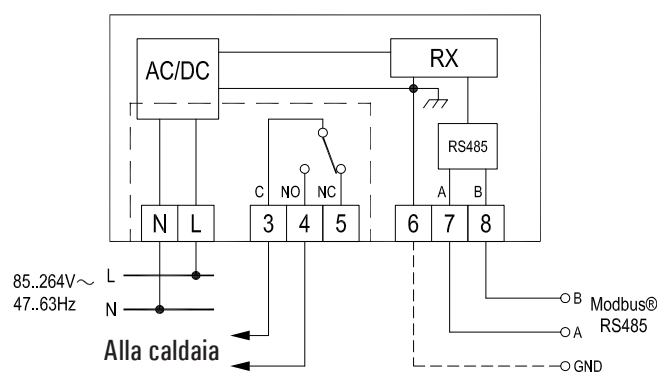 AC/DC
RX
RS485
C NO NC
A B
N L 3 4 5 6 7 8
85..264V~ L
47..63Hz N
B Modbus®
A RS485
Alla caldaia
GND